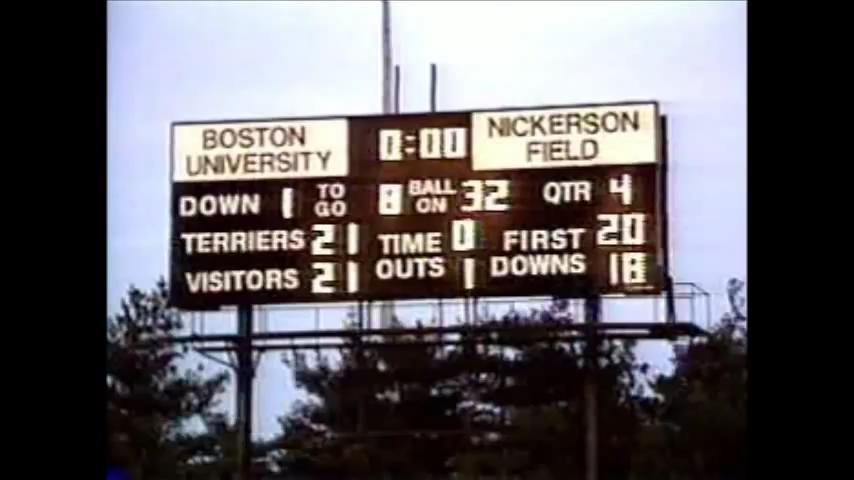 BOSTON UNIVERSITY 0:00 NICKERSON FIELD
DOWN 1 TO GO 8 BALL ON 32 QTR 4
TERRIERS 21 TIME OUTS 0 FIRST DOWNS 20
VISITORS 21 1 18